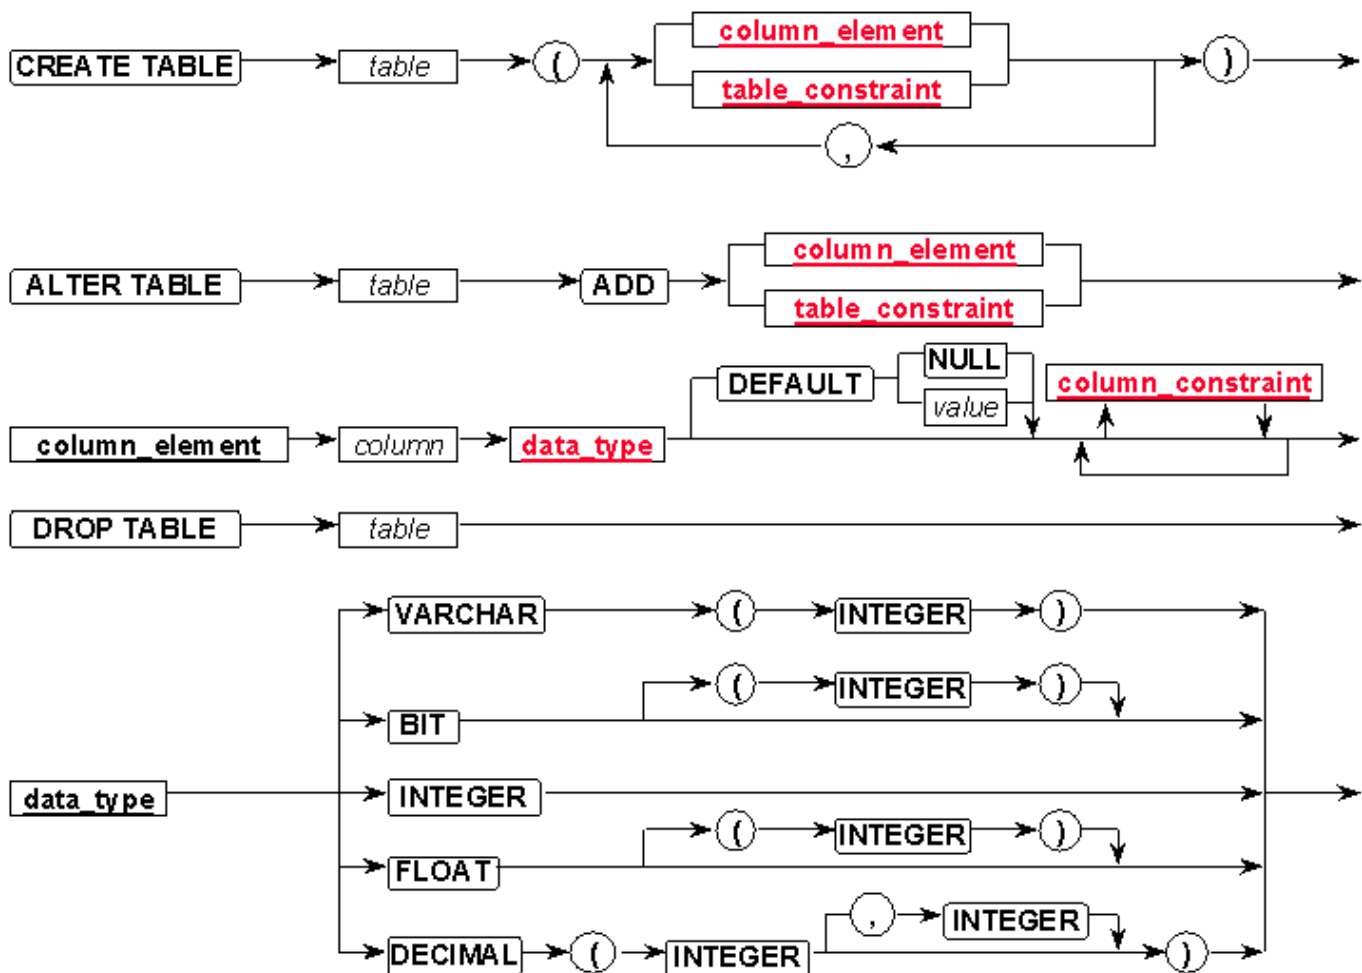 column_element
CREATE TABLE table ( )
table_constraint
,
column_element
ALTER TABLE table ADD
table_constraint
NULL
DEFAULT column_constraint
value
column_element column data_type
DROP TABLE table
VARCHAR ( INTEGER )
( INTEGER )
BIT
data_type INTEGER
( INTEGER )
FLOAT
, INTEGER
DECIMAL ( INTEGER )